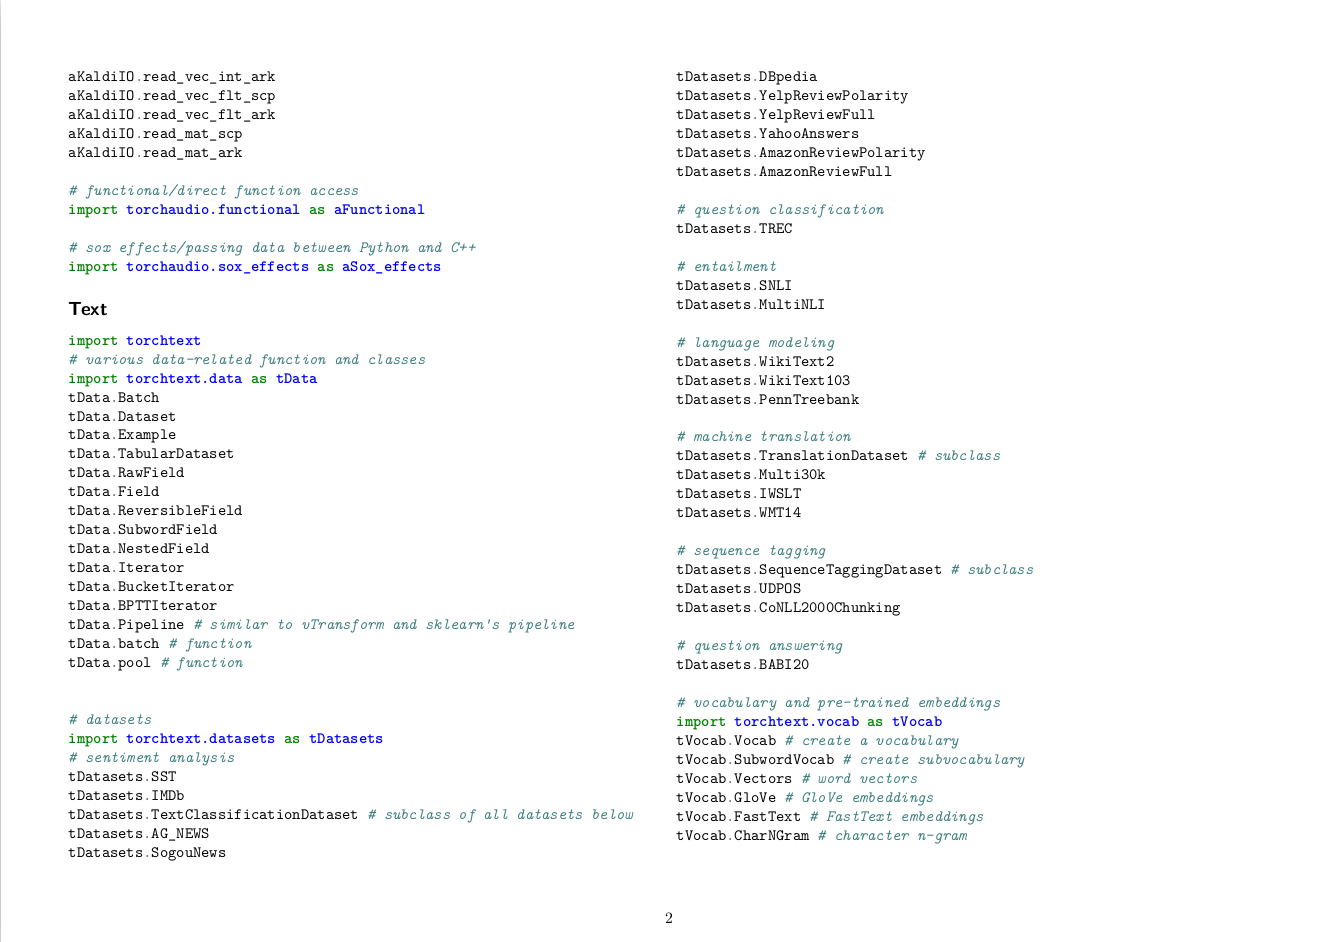 aKaldiIO.read_vec_int_ark
aKaldiIO.read_vec_flt_scp
aKaldiIO.read_vec_flt_ark
aKaldiIO.read_mat_scp
aKaldiIO.read_mat_ark
# functional/direct function access
import torchaudio.functional as aFunctional
# sox effects/passing data between Python and C++
import torchaudio.sox_effects as aSox_effects
Text
import torchtext
# various data-related function and classes
import torchtext.data as tData
tData.Batch
tData.Dataset
tData.Example
tData.TabularDataset
tData.RawField
tData.Field
tData.ReversibleField
tData.SubwordField
tData.NestedField
tData.Iterator
tData.BucketIterator
tData.BPTTIterator
tData.Pipeline # similar to vTransform and sklearn's pipeline
tData.batch # function
tData.pool # function
# datasets
import torchtext.datasets as tDatasets
# sentiment analysis
tDatasets.SST
tDatasets.IMDb
tDatasets.TextClassificationDataset # subclass of all datasets below
tDatasets.AG_NEWS
tDatasets.SogouNews
tDatasets.DBpedia
tDatasets.YelpReviewPolarity
tDatasets.YelpReviewFull
tDatasets.YahooAnswers
tDatasets.AmazonReviewPolarity
tDatasets.AmazonReviewFull
# question classification
tDatasets.TREC
# entailment
tDatasets.SNLI
tDatasets.MultiNLI
# language modeling
tDatasets.WikiText2
tDatasets.WikiText103
tDatasets.PennTreebank
# machine translation
tDatasets.TranslationDataset # subclass
tDatasets.Multi30k
tDatasets.IWSLT
tDatasets.WMT14
# sequence tagging
tDatasets.SequenceTaggingDataset # subclass
tDatasets.UDPOS
tDatasets.CoNLL2000Chunking
# question answering
tDatasets.BABI20
# vocabulary and pre-trained embeddings
import torchtext.vocab as tVocab
tVocab.Vocab # create a vocabulary
tVocab.SubwordVocab # create subvocabulary
tVocab.Vectors # word vectors
tVocab.GloVe # GloVe embeddings
tVocab.FastText # FastText embeddings
tVocab.CharNGram # character n-gram
2